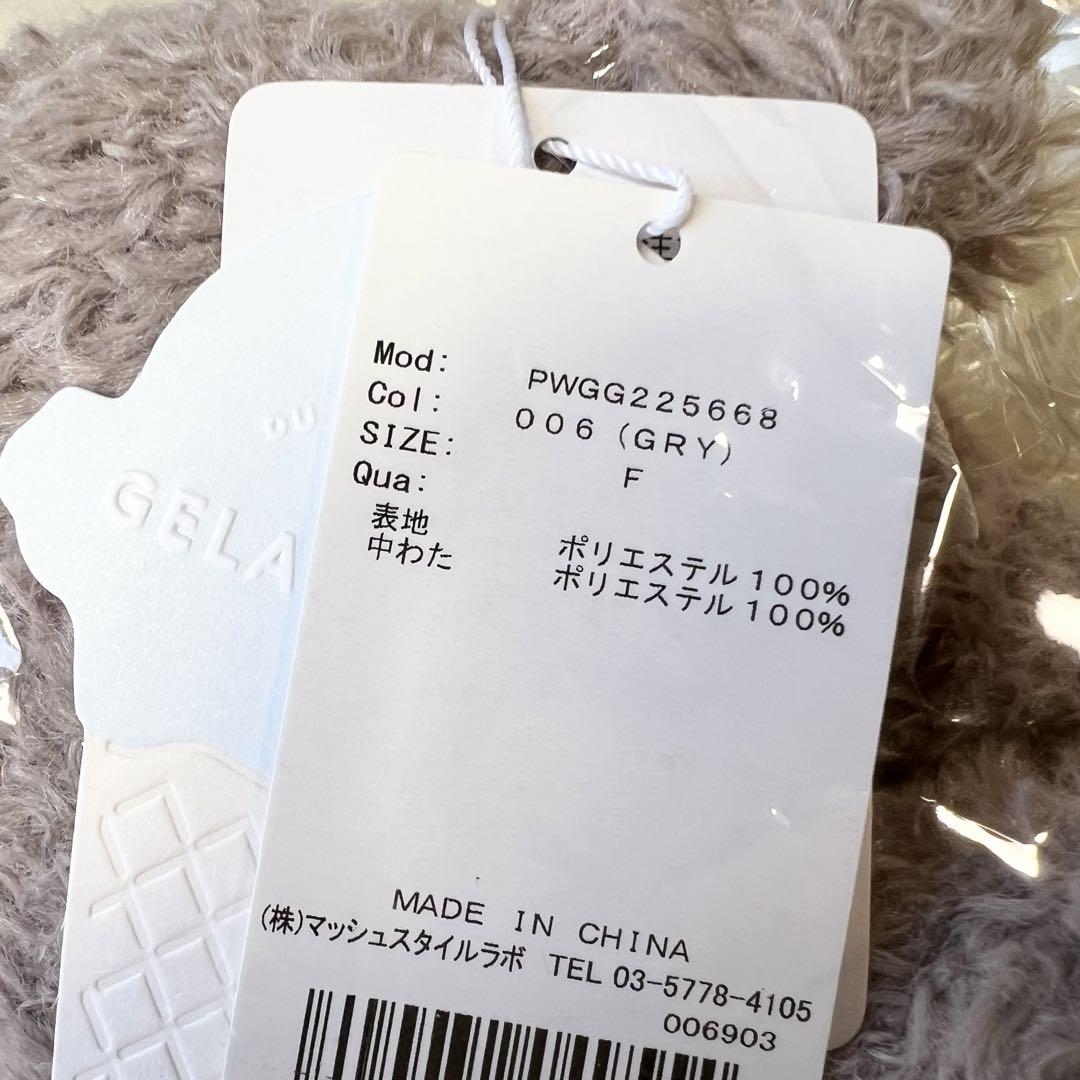 DU
GELA
Mod: PWGG225668
Col: 006 (GRY)
SIZE: F
Qua:
表地 ポリエステル 100%
中わた ポリエステル 100%
MADE IN CHINA
(株)マッシュスタイルラボ TEL 03-5778-4105
006903